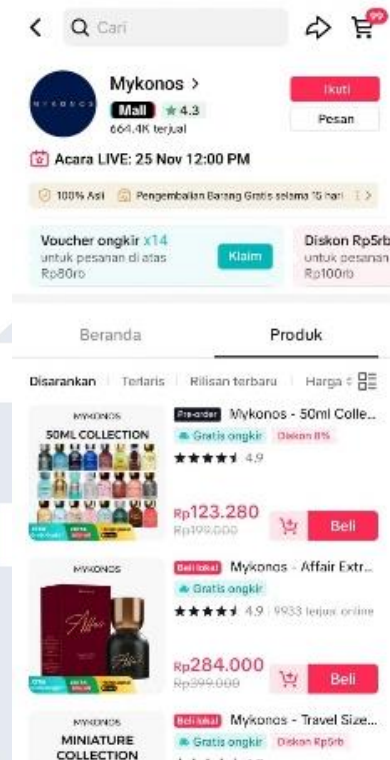 Cari
99
MYKONOS
Mykonos >
Mall ★ 4.3
664.4K terjual
Ikuti
Pesan
Acara LIVE: 25 Nov 12:00 PM
100% Asli Pengembalian Barang Gratis selama 15 hari
Voucher ongkir x14
untuk pesanan di atas
Rp80rb
Klaim
Diskon Rp5rb
untuk pesanan
Rp100rb
Beranda
Produk
Disarankan Terlaris Rilisan terbaru Harga
MYKONOS
50ML COLLECTION
Pre-order Mykonos - 50ml Colle...
Gratis ongkir Diskon 8%
4.9
Rp123.280
Rp199.000
Beli
MYKONOS
Affair
Beli lokal Mykonos - Affair Extr...
Gratis ongkir
4.9 9933 terjual online
Rp284.000
Rp399.000
Beli
MYKONOS
MINIATURE
COLLECTION
Beli lokal Mykonos - Travel Size...
Gratis ongkir Diskon Rp5rb